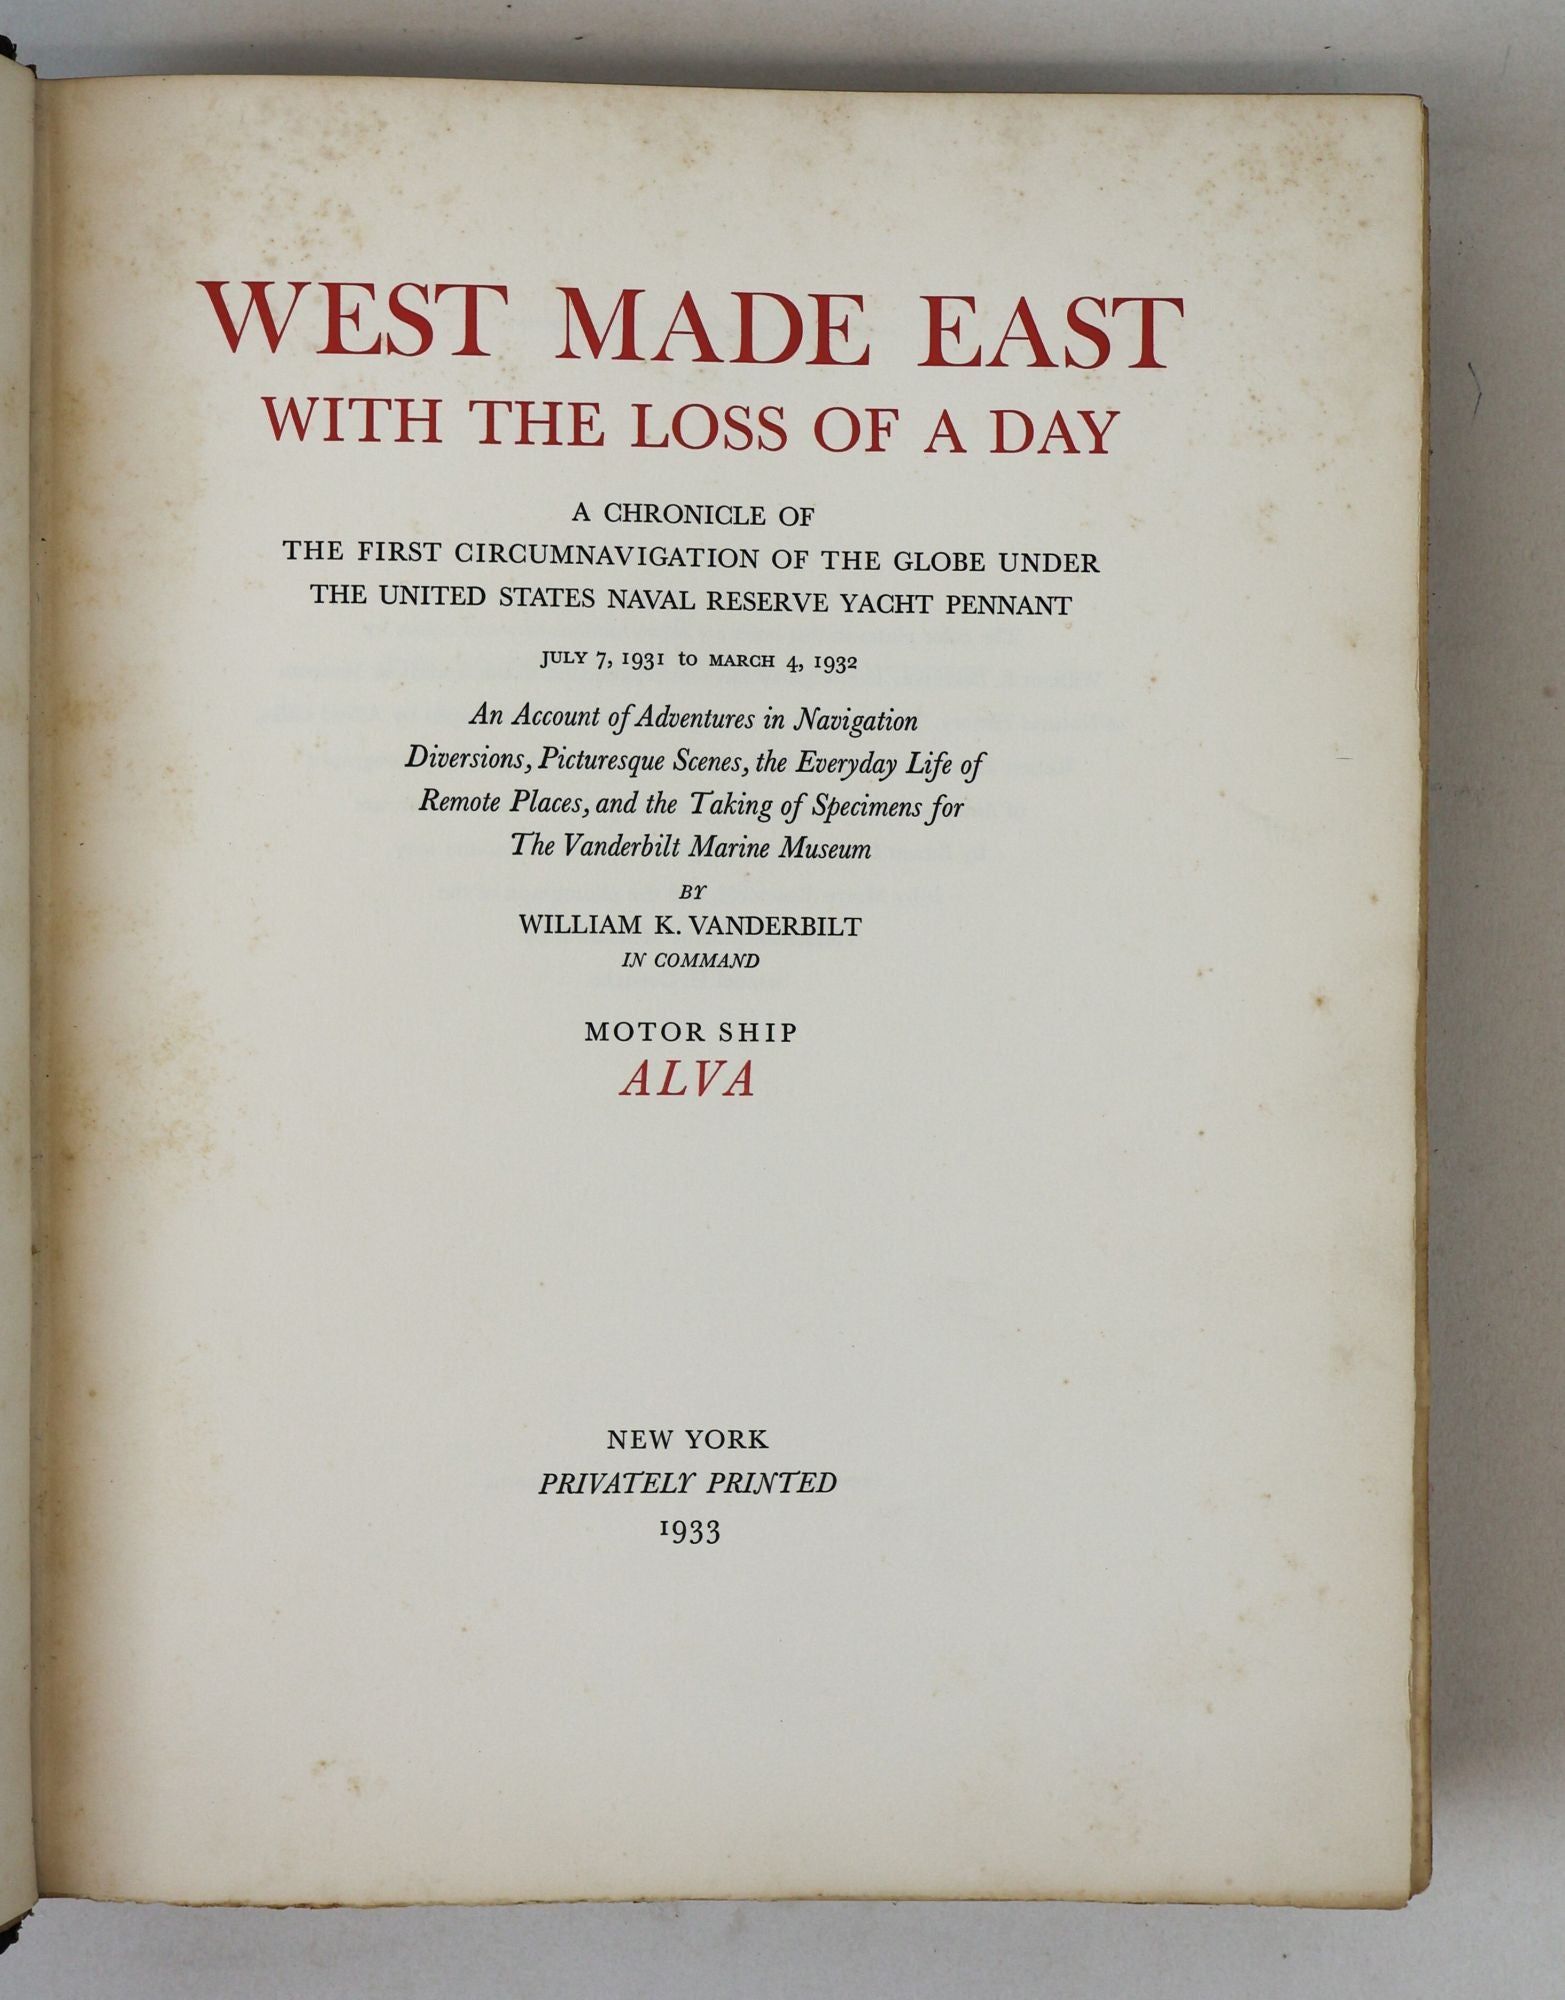 WEST MADE EAST
WITH THE LOSS OF A DAY
A CHRONICLE OF
THE FIRST CIRCUMNAVIGATION OF THE GLOBE UNDER
THE UNITED STATES NAVAL RESERVE YACHT PENNANT
JULY 7, 1931 to MARCH 4, 1932
An Account of Adventures in Navigation
Diversions, Picturesque Scenes, the Everyday Life of
Remote Places, and the Taking of Specimens for
The Vanderbilt Marine Museum
BY
WILLIAM K. VANDERBILT
IN COMMAND
MOTOR SHIP
ALVA
NEW YORK
PRIVATELY PRINTED
1933